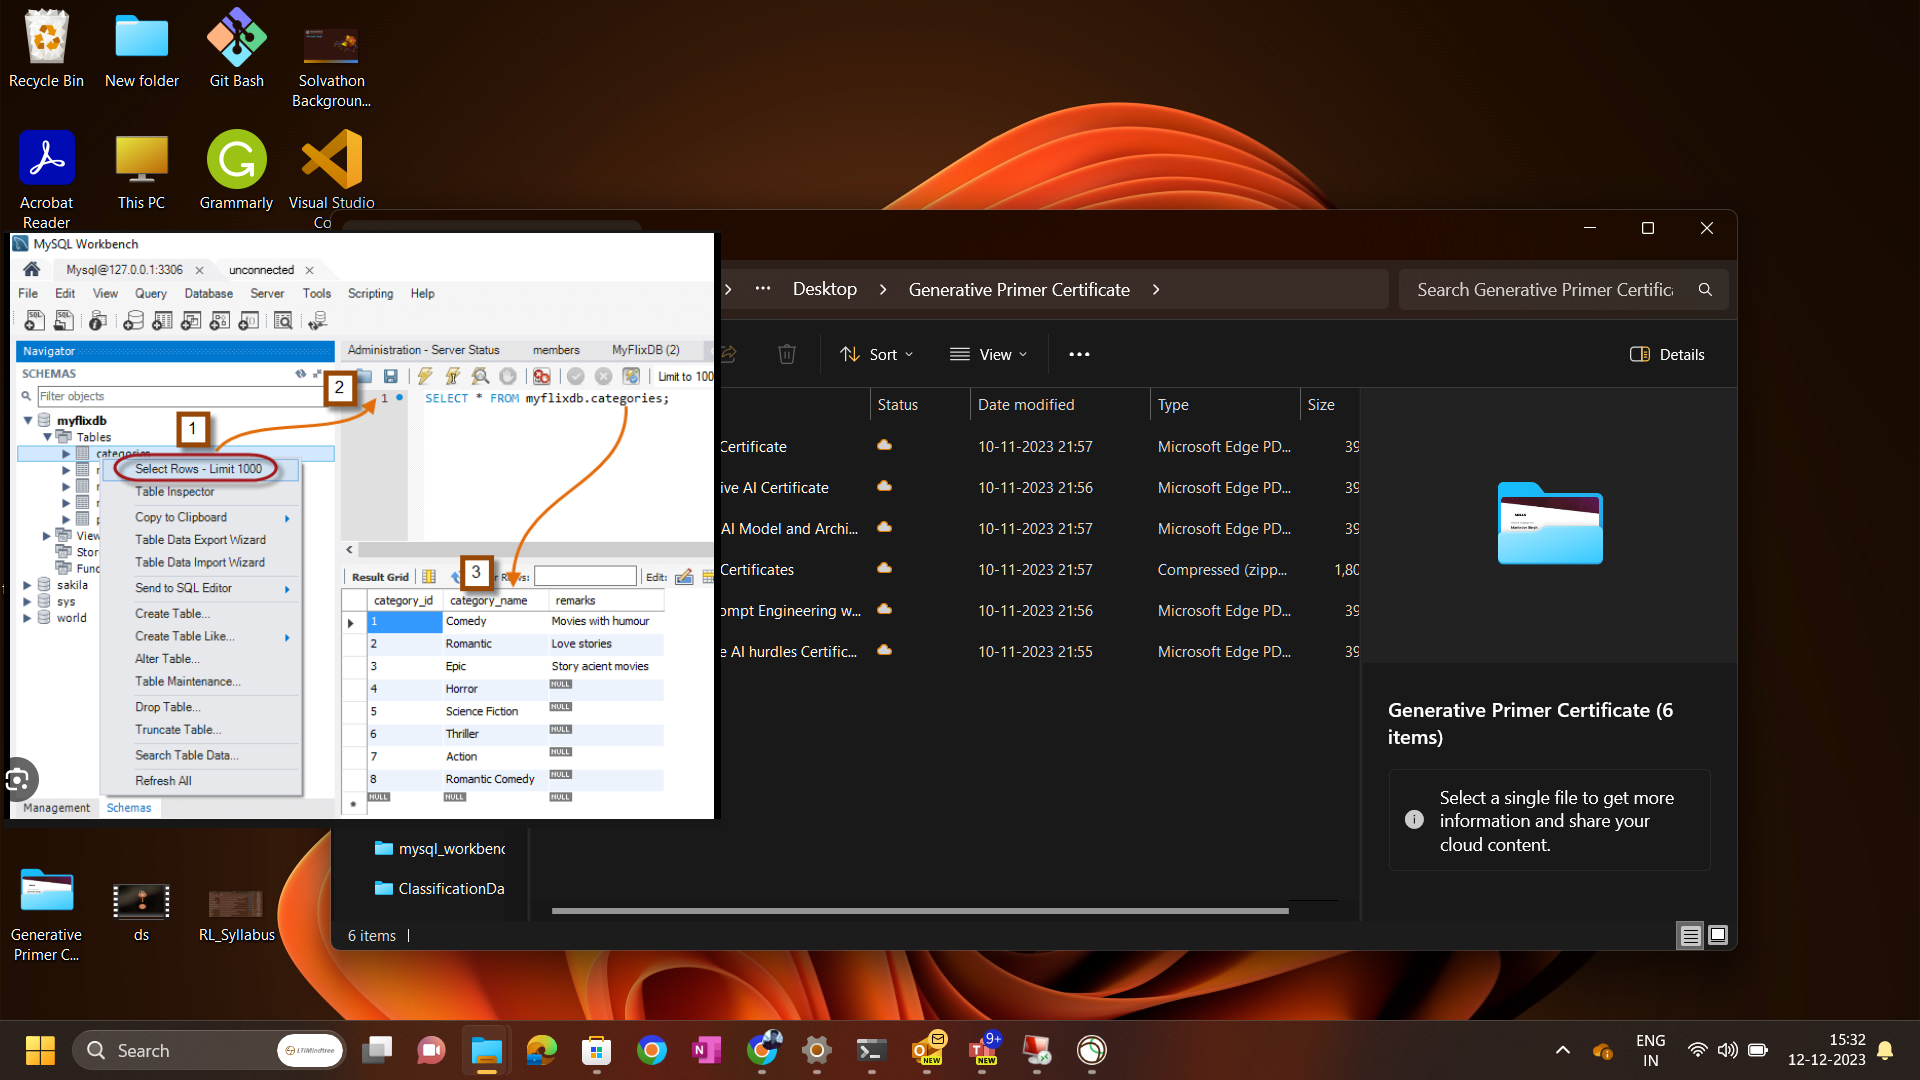 Recycle Bin
New folder
Git Bash
Solvathon
Backgroun...
Acrobat
Reader
This PC
Grammarly
Visual Studio
Co
MySQL Workbench
Mysql@127.0.0.1:3306
unconnected
File Edit View Query Database Server Tools Scripting Help
Navigator
SCHEMAS
Filter objects
myflixdb
Tables
categories
1
Select Rows - Limit 1000
Table Inspector
Copy to Clipboard
Table Data Export Wizard
Table Data Import Wizard
Send to SQL Editor
Create Table...
Create Table Like...
Alter Table...
Table Maintenance...
Drop Table...
Truncate Table...
Search Table Data...
Refresh All
View
Stor
Func
sakila
sys
world
Management Schemas
Administration - Server Status members MyFlixDB (2)
2
Limit to 100
1 SELECT * FROM myflixdb.categories;
Result Grid
3
Rows:
Edit:
category_id category_name remarks
1 Comedy Movies with humour
2 Romantic Love stories
3 Epic Story acient movies
4 Horror NULL
5 Science Fiction NULL
6 Thriller NULL
7 Action NULL
8 Romantic Comedy NULL
NULL NULL NULL
Desktop Generative Primer Certificate
Search Generative Primer Certific
Sort View Details
Status Date modified Type Size
Certificate 10-11-2023 21:57 Microsoft Edge PD... 39
ive AI Certificate 10-11-2023 21:56 Microsoft Edge PD... 39
AI Model and Archi... 10-11-2023 21:57 Microsoft Edge PD... 39
Certificates 10-11-2023 21:57 Compressed (zipp... 1,80
ompt Engineering w... 10-11-2023 21:56 Microsoft Edge PD... 39
e AI hurdles Certific... 10-11-2023 21:55 Microsoft Edge PD... 39
Generative Primer Certificate (6
items)
Select a single file to get more
information and share your
cloud content.
mysql_workbenc
ClassificationDa
6 items
Generative
Primer C...
ds
RL_Syllabus
Search
LTIMindtree
NEW
9+
NEW
ENG
IN
15:32
12-12-2023